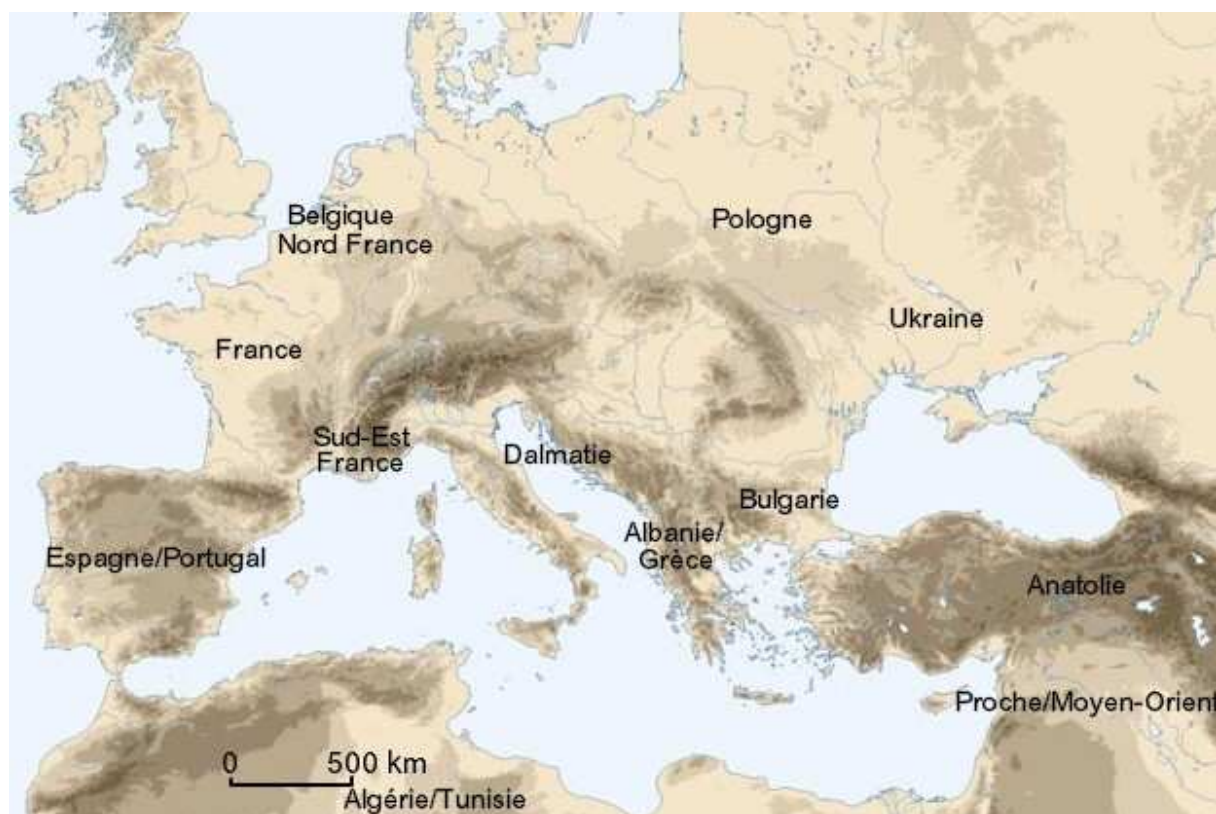 Belgique
Nord France
Pologne
Ukraine
France
Sud-Est
France
Dalmatie
Bulgarie
Albanie/
Grèce
Espagne/Portugal
Anatolie
Proche/Moyen-Orient
0 500 km
Algérie/Tunisie